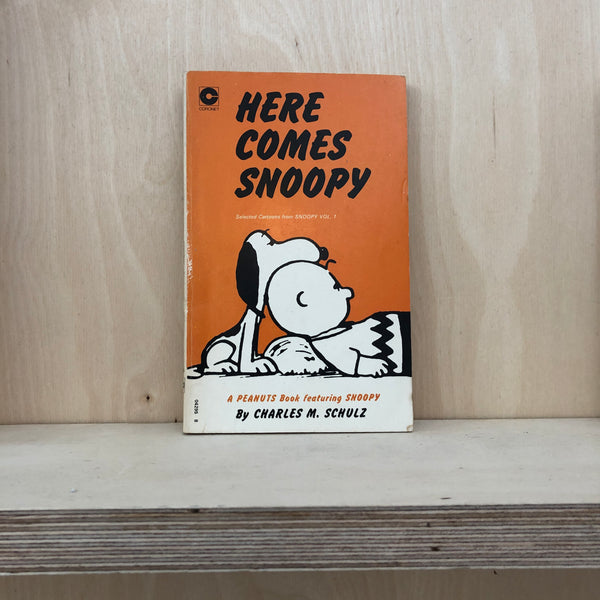 CORONET
HERE
COMES
SNOOPY
Selected Cartoons from SNOOPY VOL. 1
A PEANUTS Book featuring SNOOPY
By CHARLES M. SCHULZ